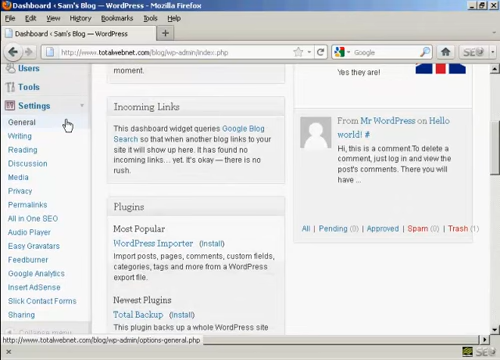 Dashboard ‹ Sam's Blog — WordPress - Mozilla Firefox
File Edit View History Bookmarks Tools Help
Dashboard ‹ Sam's Blog — WordPress
http://www.totalwebnet.com/blog/wp-admin/index.php
Google
SEO
Users
Tools
Settings
General
Writing
Reading
Discussion
Media
Privacy
Permalinks
All in One SEO
Audio Player
Easy Gravatars
Feedburner
Google Analytics
Insert AdSense
Slick Contact Forms
Sharing
Collapse menu
moment.
Incoming Links
This dashboard widget queries Google Blog
Search so that when another blog links to your
site it will show up here. It has found no
incoming links… yet. It's okay — there is no
rush.
Plugins
Most Popular
WordPress Importer (Install)
Import posts, pages, comments, custom fields,
categories, tags and more from a WordPress
export file.
Newest Plugins
Total Backup (Install)
This plugin backs up a whole WordPress site
Yes they are!
From Mr WordPress on Hello
world! #
Hi, this is a comment.To delete a
comment, just log in and view the
post's comments. There you will
have ...
All | Pending (0) | Approved | Spam (0) | Trash (1)
http://www.totalwebnet.com/blog/wp-admin/options-general.php